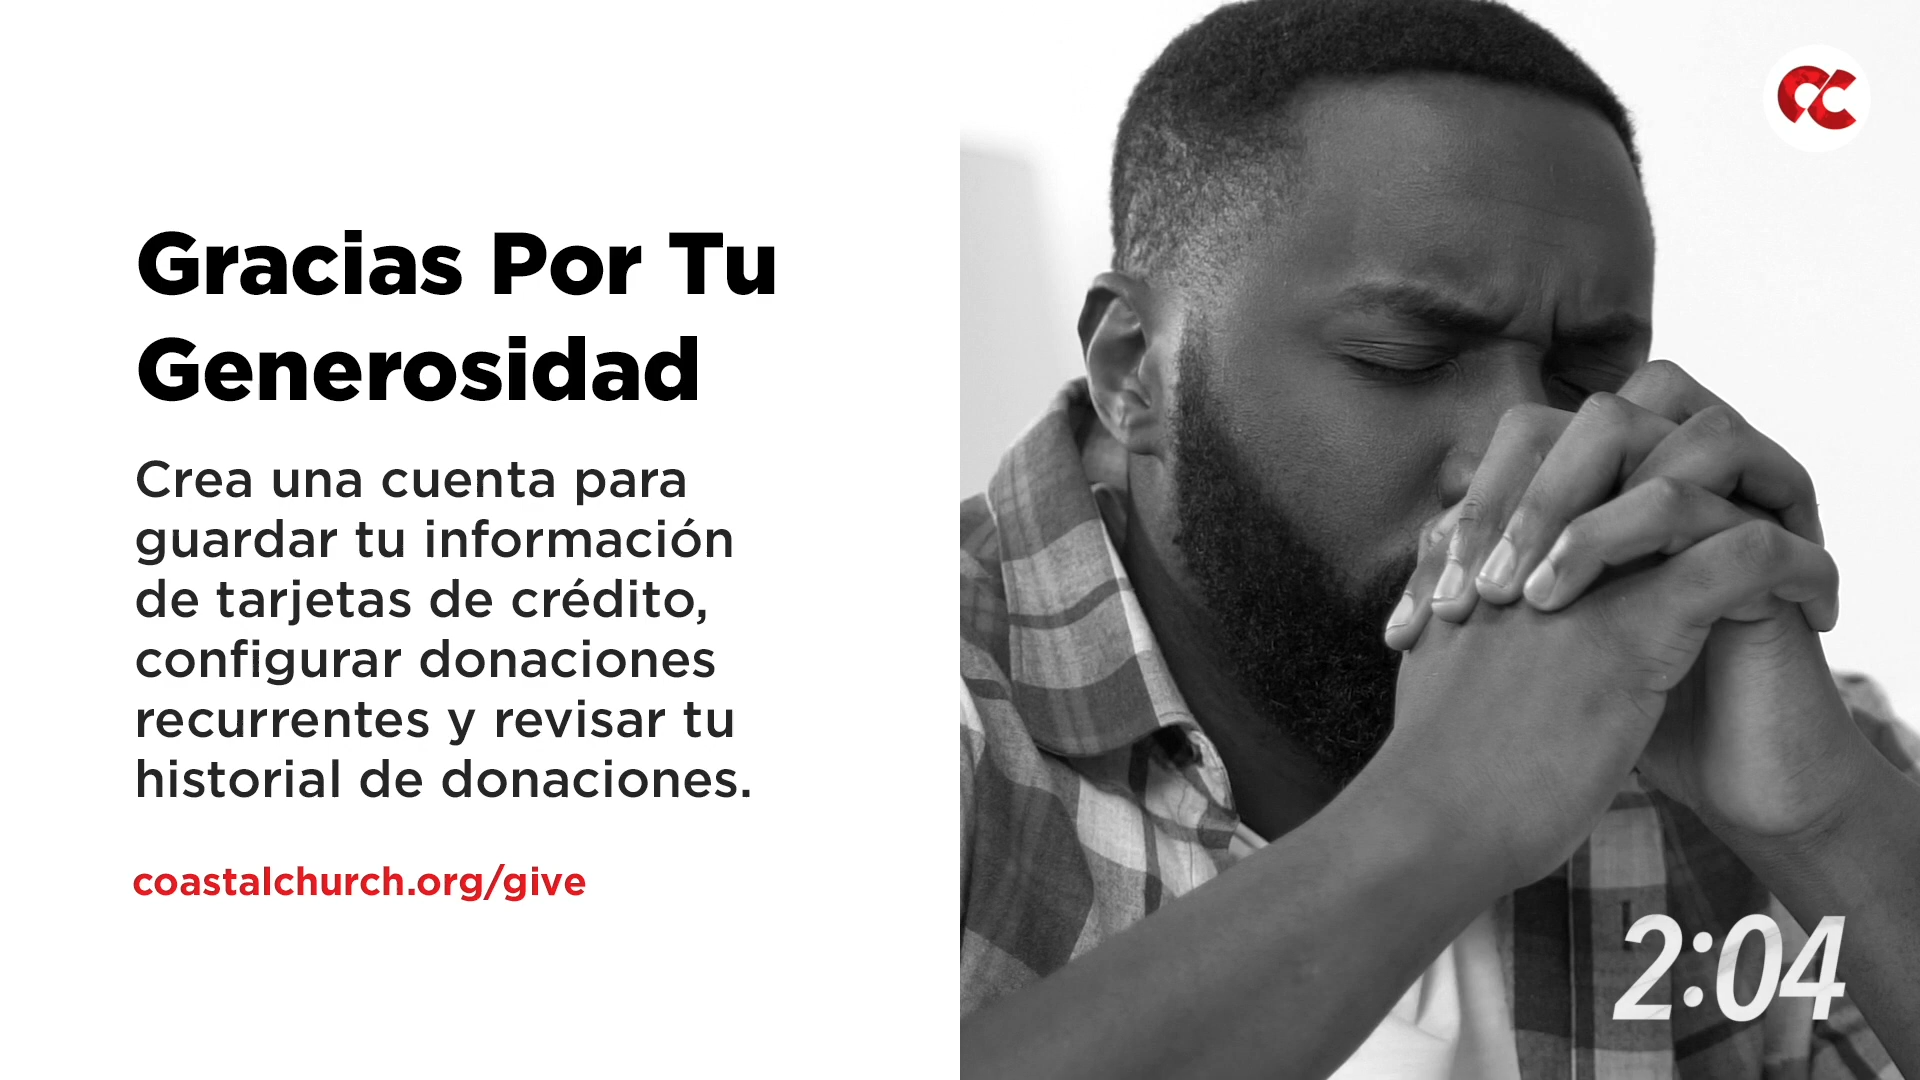 Gracias Por Tu
Generosidad
Crea una cuenta para
guardar tu información
de tarjetas de crédito,
configurar donaciones
recurrentes y revisar tu
historial de donaciones.
coastalchurch.org/give
CC
2:04